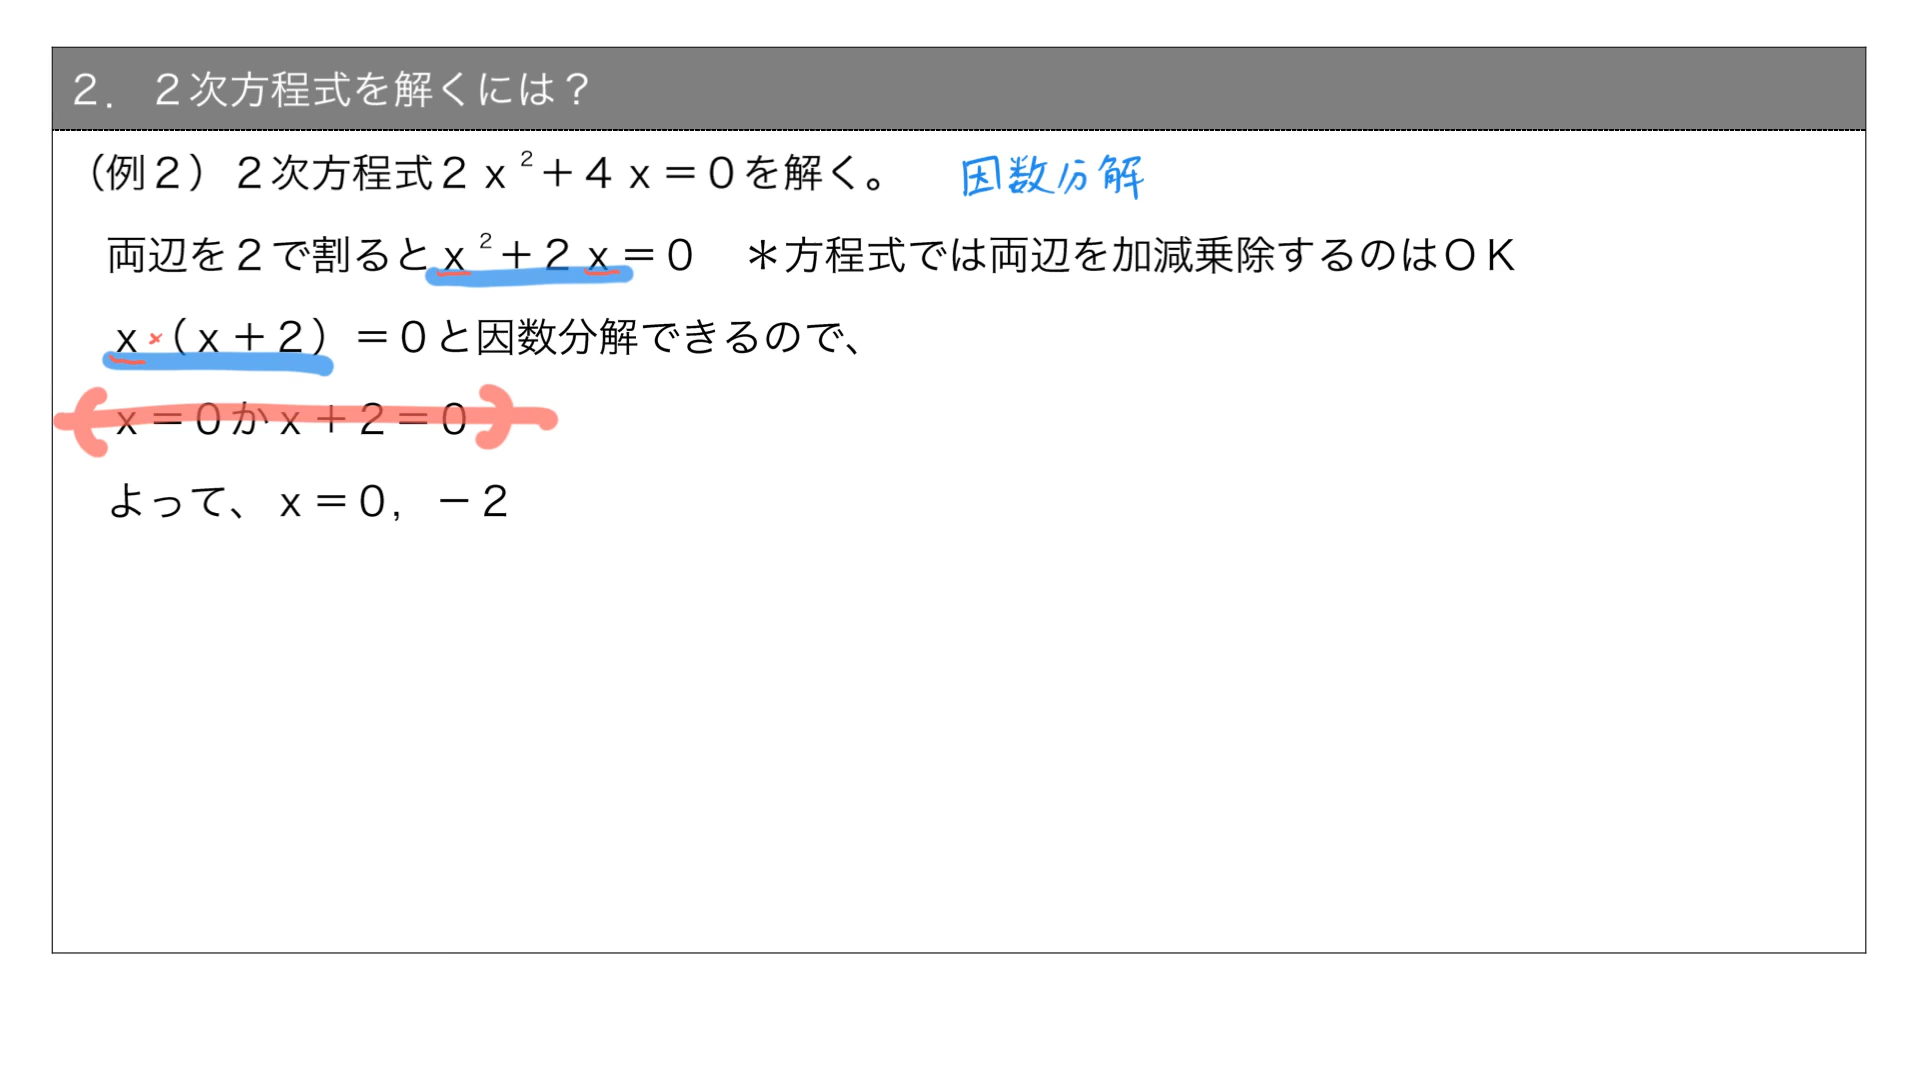 ２．２次方程式を解くには？
（例２）２次方程式２ｘ²＋４ｘ＝０を解く。 因数分解
両辺を２で割るとｘ²＋２ｘ＝０ ＊方程式では両辺を加減乗除するのはＯＫ
ｘ×（ｘ＋２）＝０と因数分解できるので、
ｘ＝０かｘ＋２＝０
よって、ｘ＝０，－２